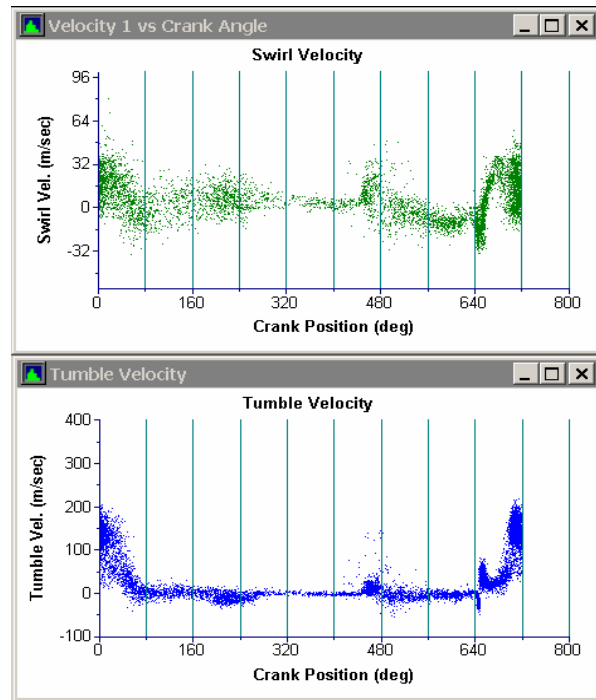 Velocity 1 vs Crank Angle
Swirl Velocity
96
64
32
0
-32
Swirl Vel. (m/sec)
0 160 320 480 640 800
Crank Position (deg)
Tumble Velocity
Tumble Velocity
400
300
200
100
0
-100
Tumble Vel. (m/sec)
0 160 320 480 640 800
Crank Position (deg)